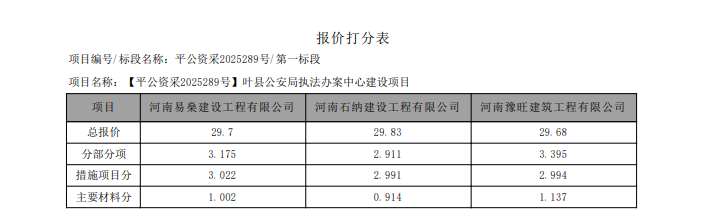 报价打分表
项目编号/标段名称：平公资采2025289号/第一标段
项目名称：【平公资采2025289号】叶县公安局执法办案中心建设项目
项目 河南易燊建设工程有限公司 河南石纳建设工程有限公司 河南豫旺建筑工程有限公司
总报价 29.7 29.83 29.68
分部分项 3.175 2.911 3.395
措施项目分 3.022 2.991 2.994
主要材料分 1.002 0.914 1.137